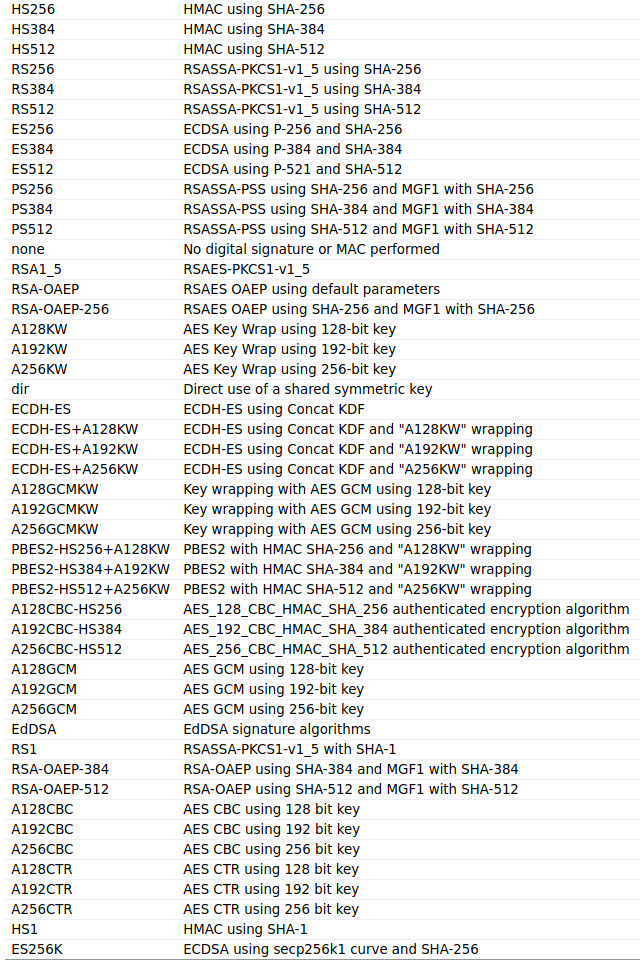 HS256 HMAC using SHA-256
HS384 HMAC using SHA-384
HS512 HMAC using SHA-512
RS256 RSASSA-PKCS1-v1_5 using SHA-256
RS384 RSASSA-PKCS1-v1_5 using SHA-384
RS512 RSASSA-PKCS1-v1_5 using SHA-512
ES256 ECDSA using P-256 and SHA-256
ES384 ECDSA using P-384 and SHA-384
ES512 ECDSA using P-521 and SHA-512
PS256 RSASSA-PSS using SHA-256 and MGF1 with SHA-256
PS384 RSASSA-PSS using SHA-384 and MGF1 with SHA-384
PS512 RSASSA-PSS using SHA-512 and MGF1 with SHA-512
none No digital signature or MAC performed
RSA1_5 RSAES-PKCS1-v1_5
RSA-OAEP RSAES OAEP using default parameters
RSA-OAEP-256 RSAES OAEP using SHA-256 and MGF1 with SHA-256
A128KW AES Key Wrap using 128-bit key
A192KW AES Key Wrap using 192-bit key
A256KW AES Key Wrap using 256-bit key
dir Direct use of a shared symmetric key
ECDH-ES ECDH-ES using Concat KDF
ECDH-ES+A128KW ECDH-ES using Concat KDF and "A128KW" wrapping
ECDH-ES+A192KW ECDH-ES using Concat KDF and "A192KW" wrapping
ECDH-ES+A256KW ECDH-ES using Concat KDF and "A256KW" wrapping
A128GCMKW Key wrapping with AES GCM using 128-bit key
A192GCMKW Key wrapping with AES GCM using 192-bit key
A256GCMKW Key wrapping with AES GCM using 256-bit key
PBES2-HS256+A128KW PBES2 with HMAC SHA-256 and "A128KW" wrapping
PBES2-HS384+A192KW PBES2 with HMAC SHA-384 and "A192KW" wrapping
PBES2-HS512+A256KW PBES2 with HMAC SHA-512 and "A256KW" wrapping
A128CBC-HS256 AES_128_CBC_HMAC_SHA_256 authenticated encryption algorithm
A192CBC-HS384 AES_192_CBC_HMAC_SHA_384 authenticated encryption algorithm
A256CBC-HS512 AES_256_CBC_HMAC_SHA_512 authenticated encryption algorithm
A128GCM AES GCM using 128-bit key
A192GCM AES GCM using 192-bit key
A256GCM AES GCM using 256-bit key
EdDSA EdDSA signature algorithms
RS1 RSASSA-PKCS1-v1_5 with SHA-1
RSA-OAEP-384 RSA-OAEP using SHA-384 and MGF1 with SHA-384
RSA-OAEP-512 RSA-OAEP using SHA-512 and MGF1 with SHA-512
A128CBC AES CBC using 128 bit key
A192CBC AES CBC using 192 bit key
A256CBC AES CBC using 256 bit key
A128CTR AES CTR using 128 bit key
A192CTR AES CTR using 192 bit key
A256CTR AES CTR using 256 bit key
HS1 HMAC using SHA-1
ES256K ECDSA using secp256k1 curve and SHA-256